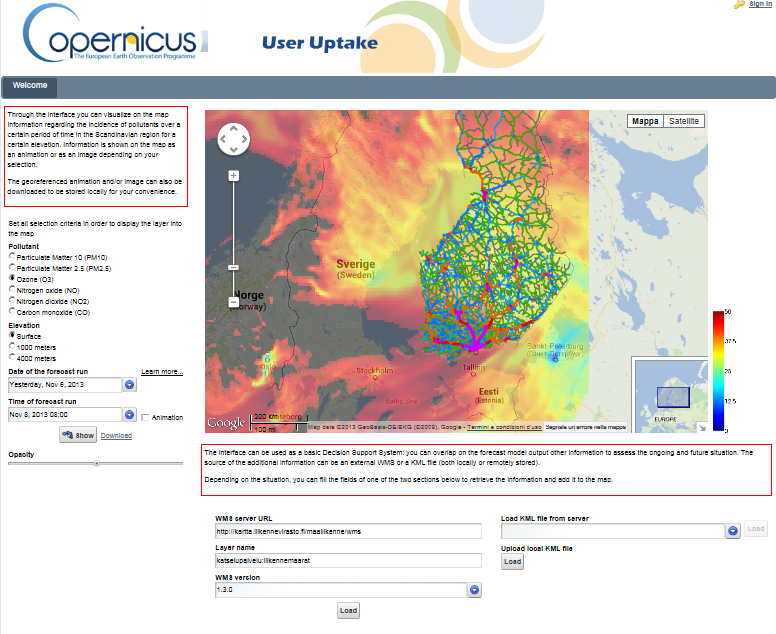 Sign In
opernicus
The European Earth Observation Programme
User Uptake
Welcome
Through the interface you can visualize on the map
information regarding the incidence of pollutants over a
certain period of time in the Scandinavian region for a
certain elevation. Information is shown on the map as
an animation or as an image depending on your
selection.
The georeferenced animation and/or image can also be
downloaded to be stored locally for your convenience.
Set all selection criteria in order to display the layer into
the map
Pollutant
Particulate Matter 10 (PM10)
Particulate Matter 2.5 (PM2.5)
Ozone (O3)
Nitrogen oxide (NO)
Nitrogen dioxide (NO2)
Carbon monoxide (CO)
Elevation
Surface
1000 meters
4000 meters
Date of the forecast run
Learn more...
Yesterday, Nov 6, 2013
Time of forecast run
Nov 8, 2013 08:00
Animation
Show
Download
Opacity
Mappa
Satellite
Sverige
(Sweden)
Norge
(Norway)
Oslo
Stockholm
Sankt-Peterburg
(Санкт-Петербург)
Tallinn
Eesti
(Estonia)
Baltic Sea
Google
200 km
100 mi
Map data ©2013 GeoBasis-DE/BKG (©2009), Google - Termini e condizioni d'uso
Segnala un errore nella mappa
EUROPE
50
37.5
25
12.5
0
The interface can be used as a basic Decision Support System: you can overlap on the forecast model output other information to assess the ongoing and future situation. The
source of the additional information can be an external WMS or a KML file (both locally or remotely stored).
Depending on the situation, you can fill the fields of one of the two sections below to retrieve the information and add it to the map.
WMS server URL
http://kartta.liikennevirasto.fi/maaliikenne/wms
Layer name
katselupalvelu:liikennemaarat
WMS version
1.3.0
Load
Load KML file from server
Load
Upload local KML file
Load